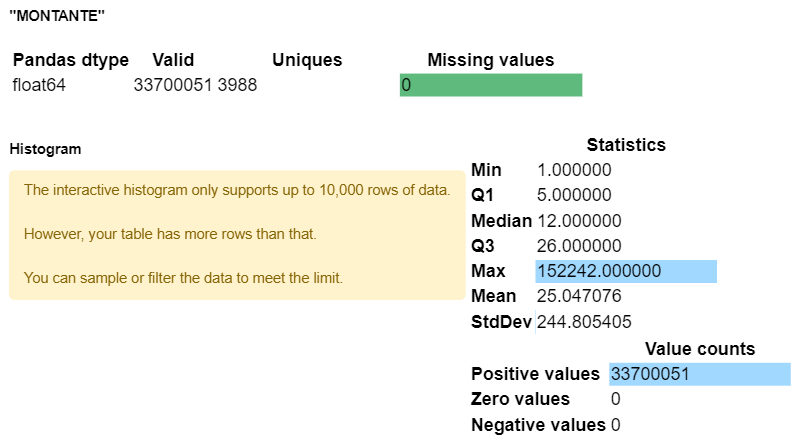 "MONTANTE"
Pandas dtype Valid Uniques Missing values
float64 33700051 3988 0
Histogram
The interactive histogram only supports up to 10,000 rows of data.
However, your table has more rows than that.
You can sample or filter the data to meet the limit.
Statistics
Min 1.000000
Q1 5.000000
Median 12.000000
Q3 26.000000
Max 152242.000000
Mean 25.047076
StdDev 244.805405
Value counts
Positive values 33700051
Zero values 0
Negative values 0